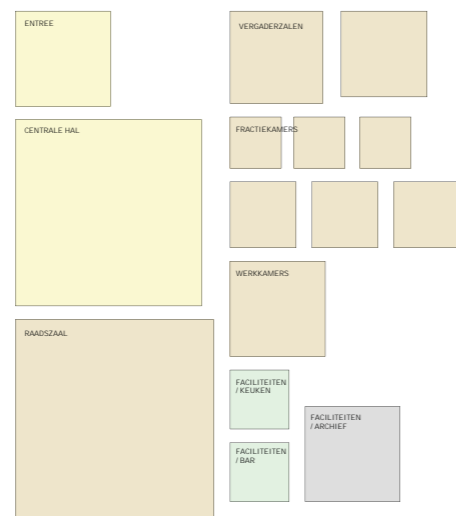 ENTREE
VERGADERZALEN
CENTRALE HAL
FRACTIEKAMERS
WERKKAMERS
RAADSZAAL
FACILITEITEN
/ KEUKEN
FACILITEITEN
/ ARCHIEF
FACILITEITEN
/ BAR